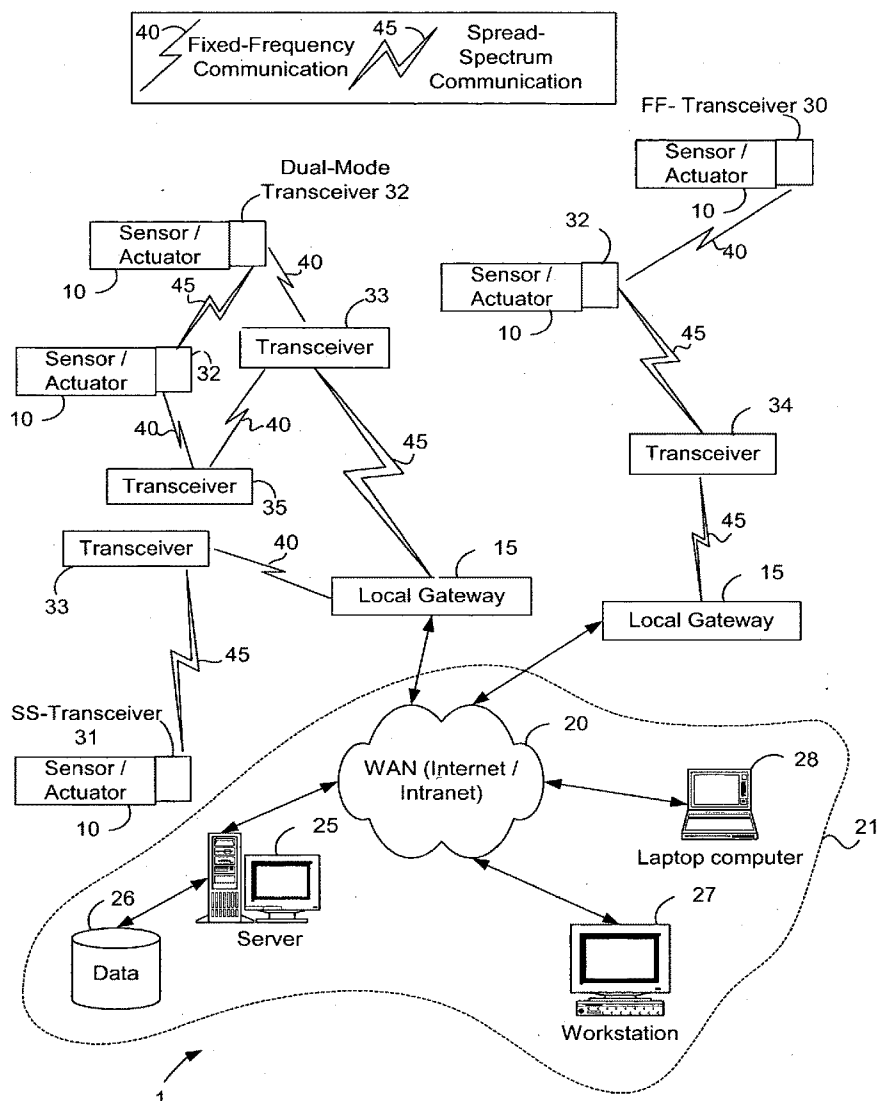 40
Fixed-Frequency
Communication
45
Spread-
Spectrum
Communication
FF- Transceiver 30
Sensor /
Actuator
10
40
Dual-Mode
Transceiver 32
Sensor /
Actuator
10
45
40
32
Sensor /
Actuator
10
33
Transceiver
45
Sensor /
Actuator
10
32
40
40
34
Transceiver
45
Transceiver
35
45
Transceiver
33
40
15
Local Gateway
15
Local Gateway
45
SS-Transceiver
31
Sensor /
Actuator
10
20
WAN (Internet /
Intranet)
28
Laptop computer
21
25
Server
26
Data
27
Workstation
1